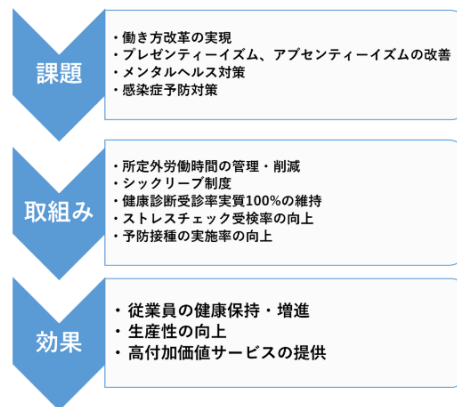 課題
・働き方改革の実現
・プレゼンティーイズム、アブセンティーイズムの改善
・メンタルヘルス対策
・感染症予防対策
取組み
・所定外労働時間の管理・削減
・シックリーブ制度
・健康診断受診率実質100%の維持
・ストレスチェック受検率の向上
・予防接種の実施率の向上
効果
・従業員の健康保持・増進
・生産性の向上
・高付加価値サービスの提供